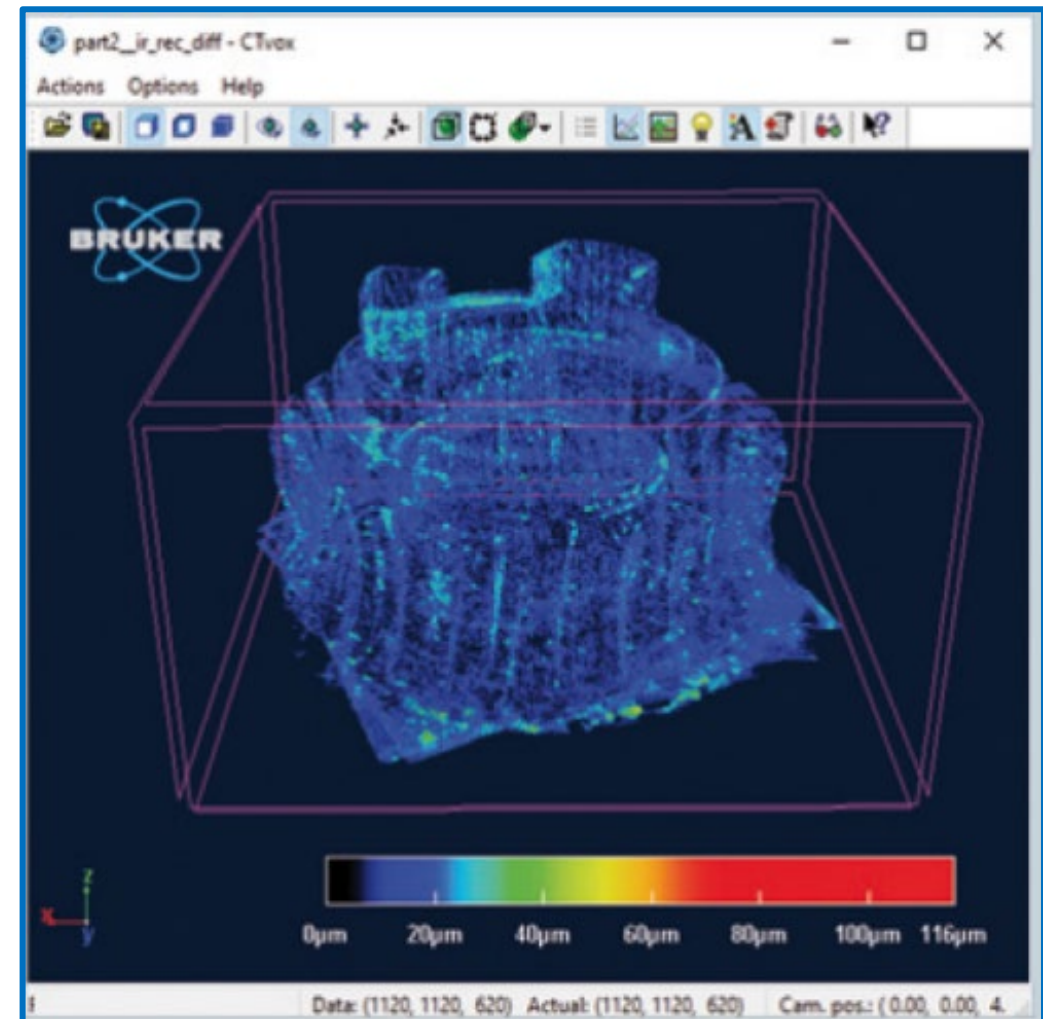 part2__ir_rec_diff - CTvox
Actions Options Help
BRUKER
z
x
y
0µm 20µm 40µm 60µm 80µm 100µm 116µm
Data: (1120, 1120, 620) Actual: (1120, 1120, 620) Cam. pos.: ( 0.00, 0.00, 4.